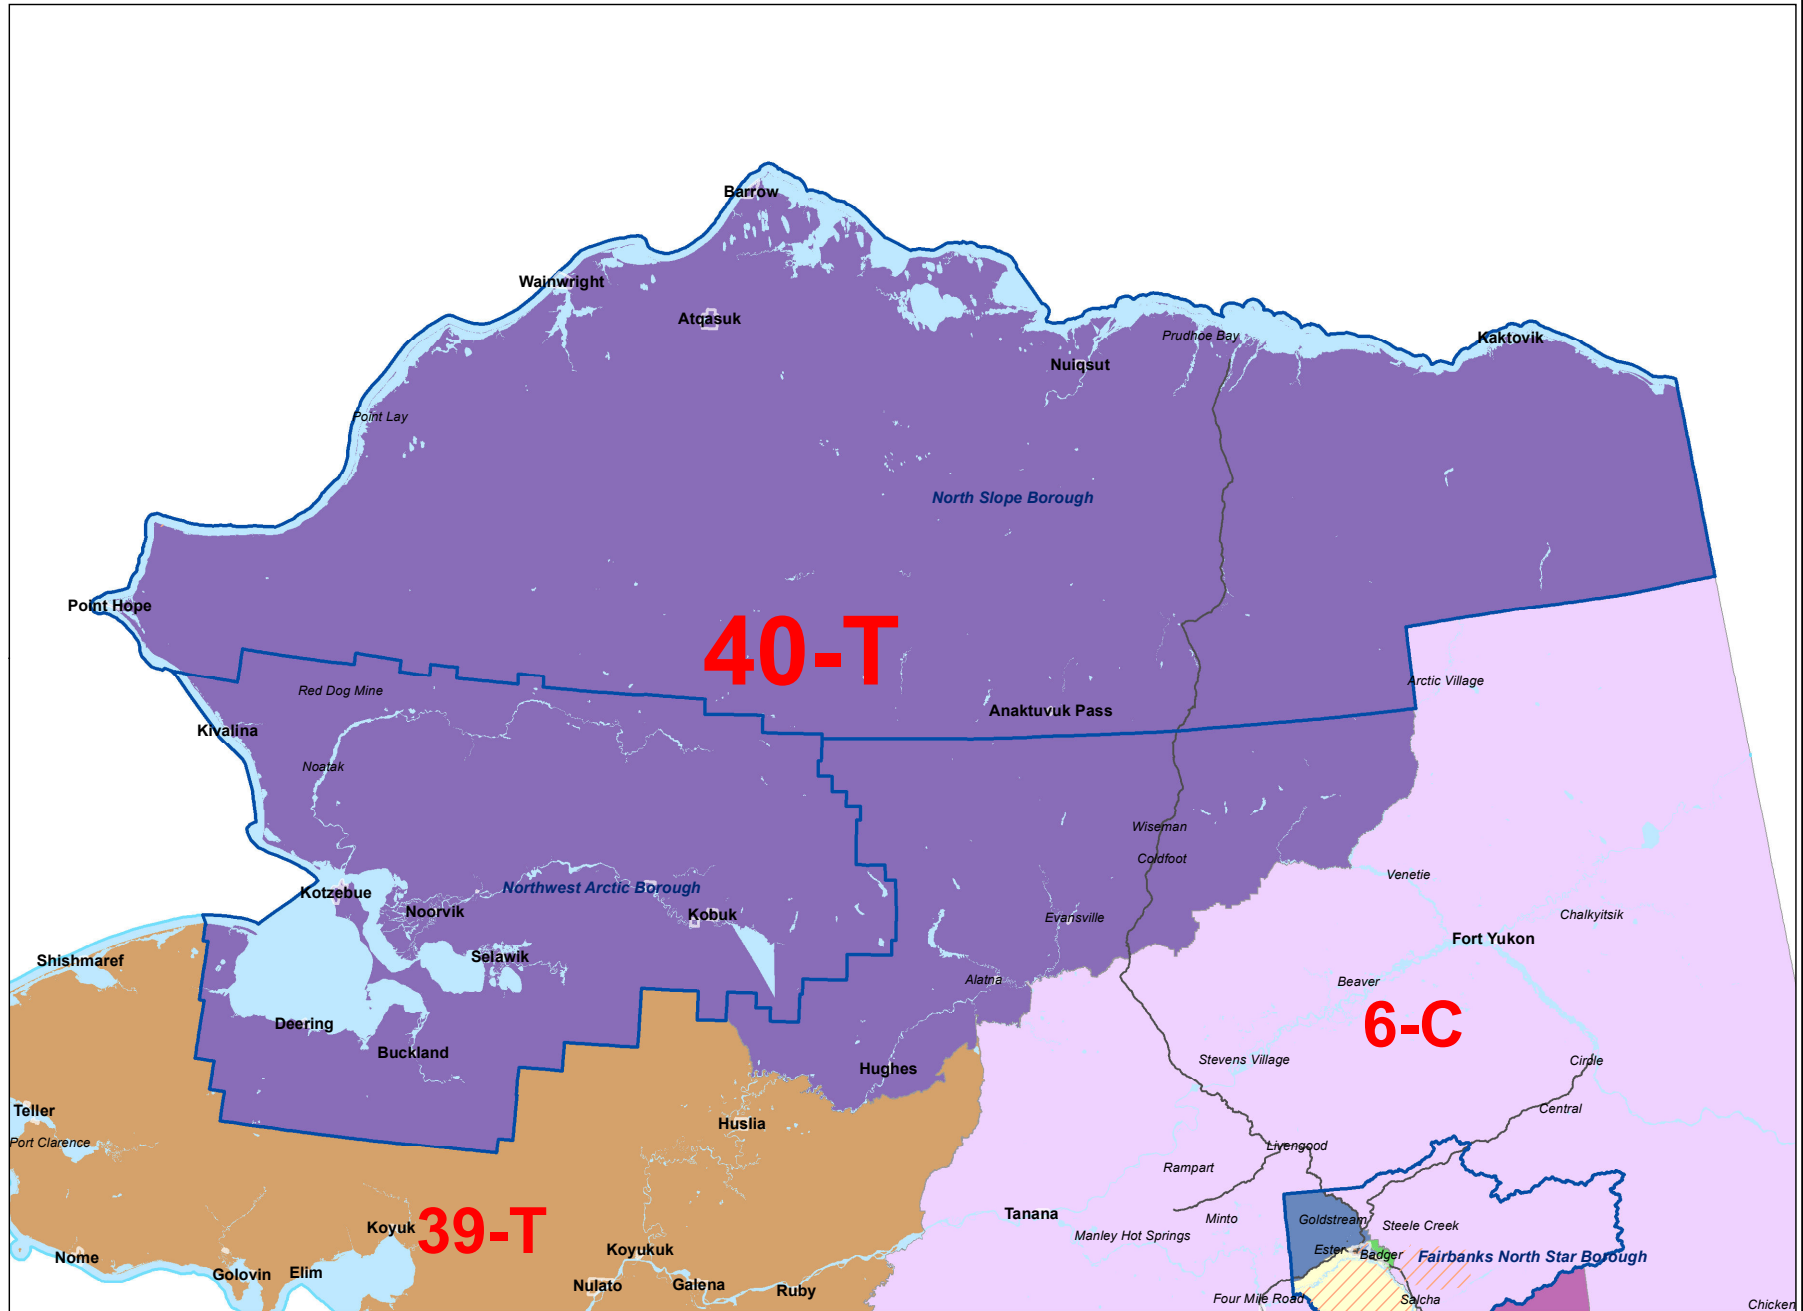 Barrow
Wainwright
Atqasuk
Prudhoe Bay
Kaktovik
Nuiqsut
Point Lay
North Slope Borough
Point Hope
40-T
Arctic Village
Red Dog Mine
Anaktuvuk Pass
Kivalina
Noatak
Wiseman
Coldfoot
Venetie
Northwest Arctic Borough
Kotzebue
Noorvik
Kobuk
Evansville
Chalkyitsik
Fort Yukon
Shishmaref
Selawik
Alatna
Beaver
Deering
6-C
Buckland
Hughes
Stevens Village
Circle
Teller
Central
Huslia
Port Clarence
Livengood
Rampart
Tanana
Minto
Goldstream
Steele Creek
Koyuk
39-T
Manley Hot Springs
Koyukuk
Ester
Badger
Fairbanks North Star Borough
Nome
Golovin
Elim
Nulato
Galena
Ruby
Four Mile Road
Salcha
Chicken